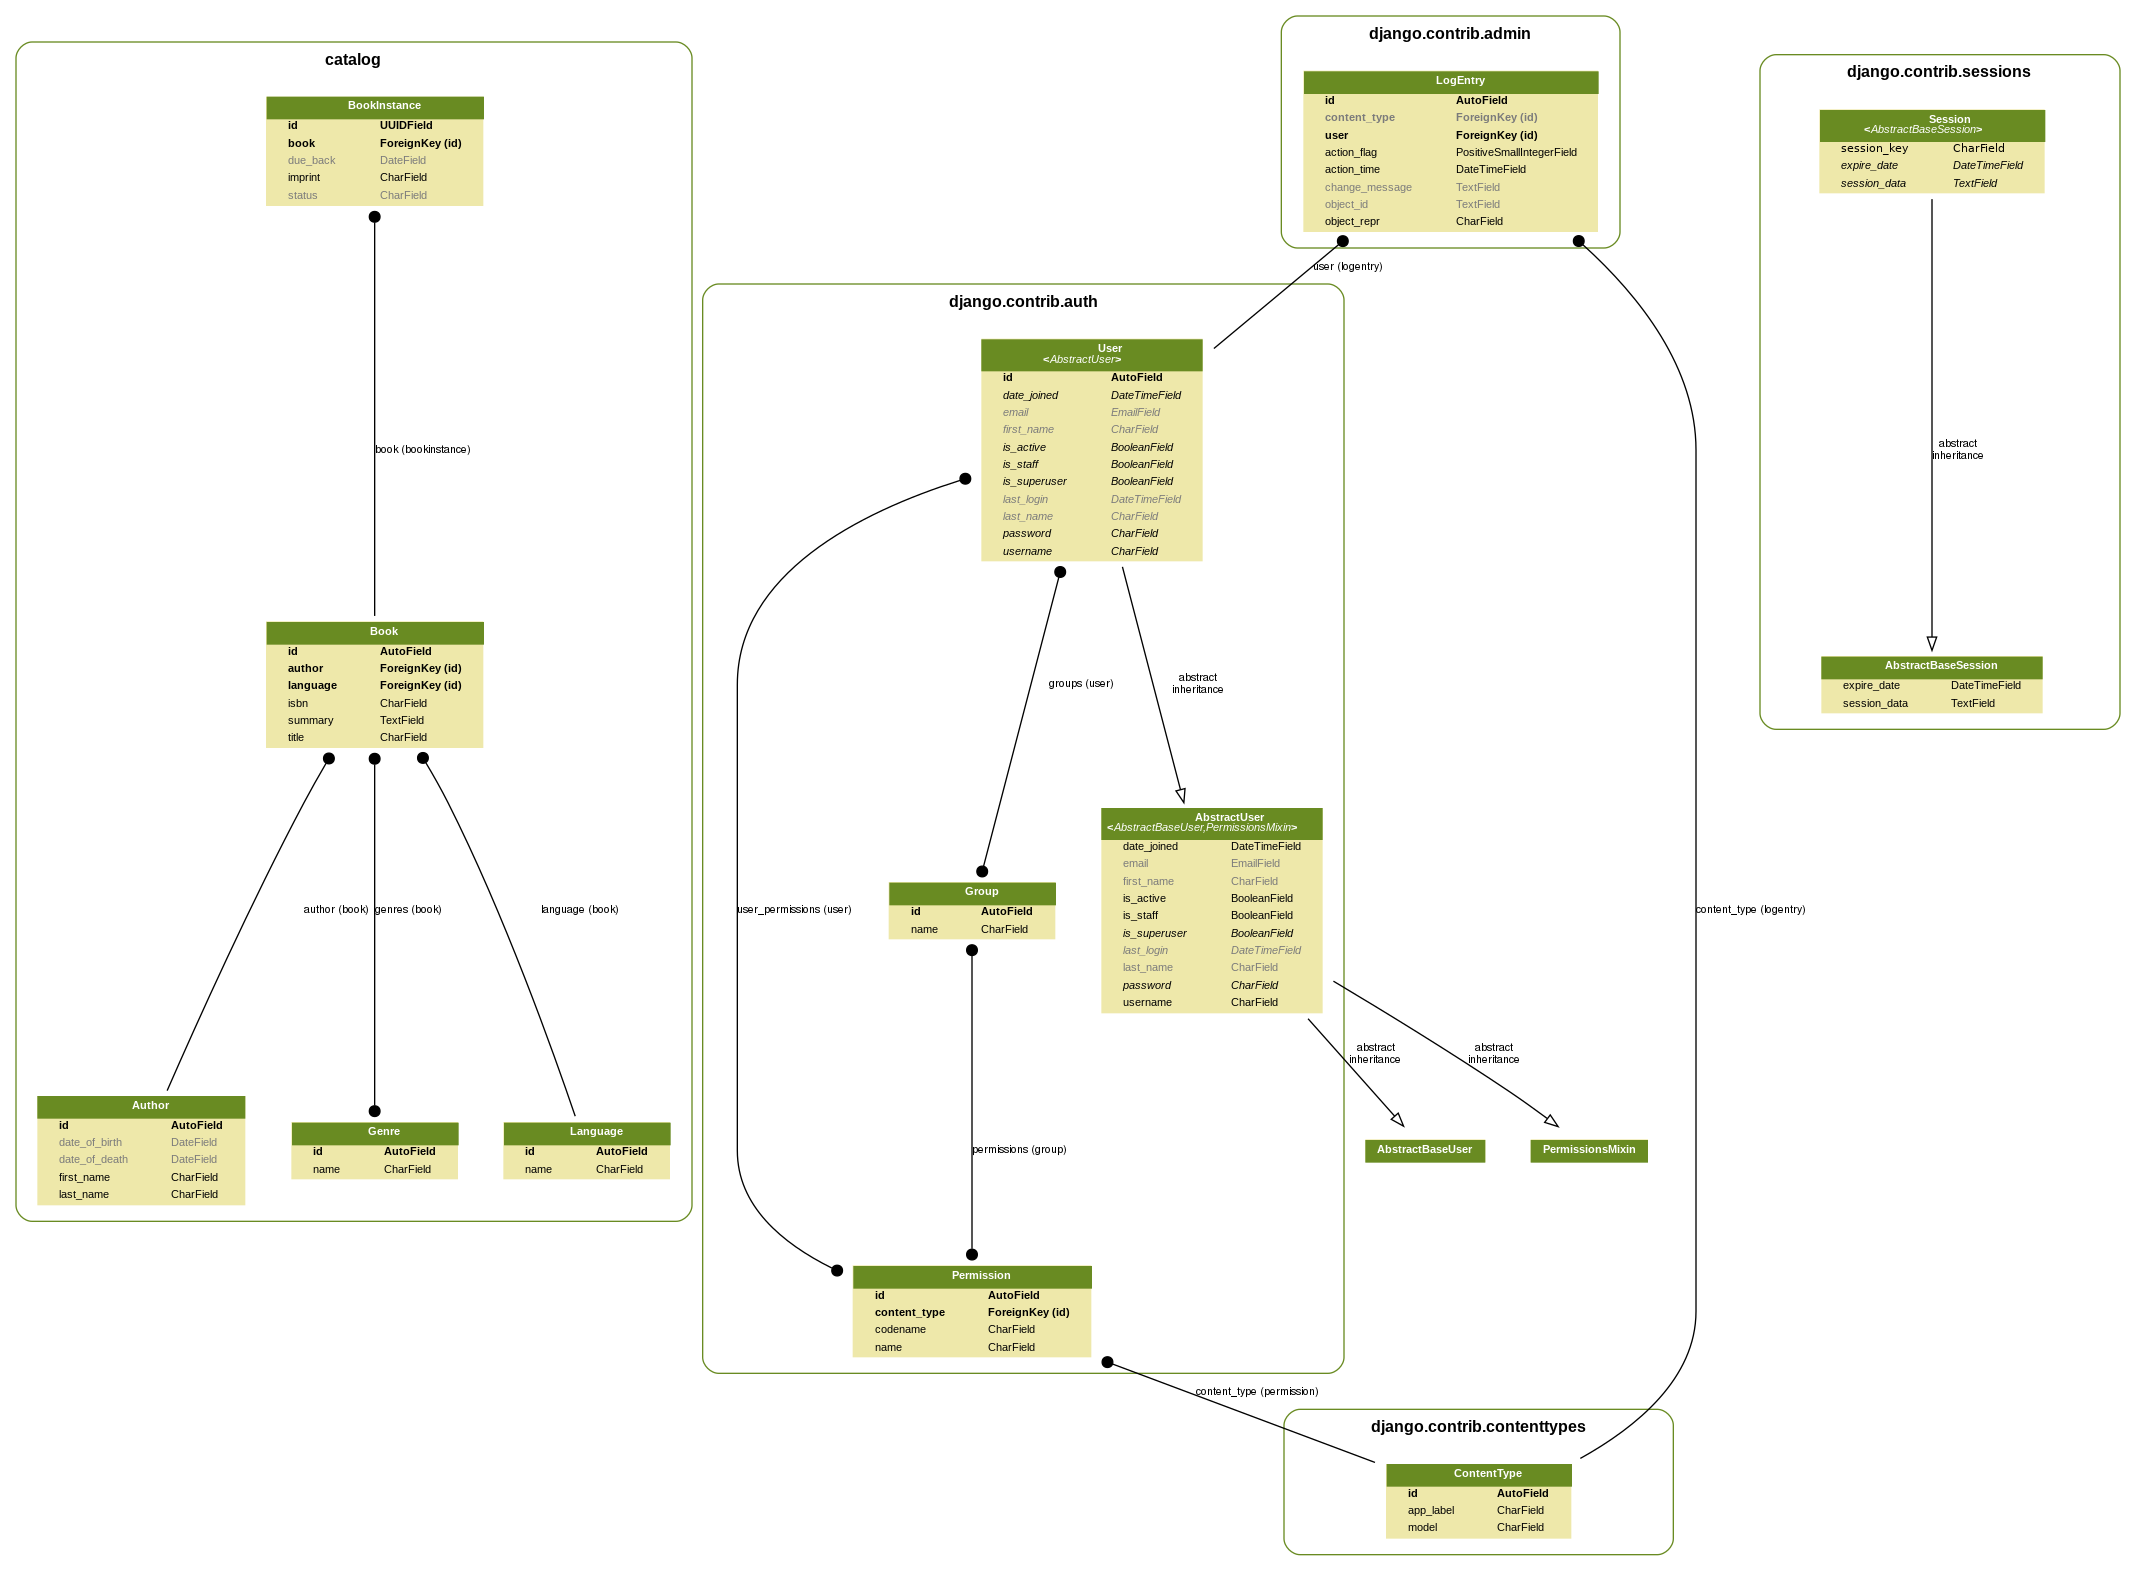 catalog
BookInstance
id UUIDField
book ForeignKey (id)
due_back DateField
imprint CharField
status CharField
book (bookinstance)
Book
id AutoField
author ForeignKey (id)
language ForeignKey (id)
isbn CharField
summary TextField
title CharField
author (book)
genres (book)
language (book)
Author
id AutoField
date_of_birth DateField
date_of_death DateField
first_name CharField
last_name CharField
Genre
id AutoField
name CharField
Language
id AutoField
name CharField
django.contrib.admin
LogEntry
id AutoField
content_type ForeignKey (id)
user ForeignKey (id)
action_flag PositiveSmallIntegerField
action_time DateTimeField
change_message TextField
object_id TextField
object_repr CharField
user (logentry)
content_type (logentry)
django.contrib.auth
User
<AbstractUser>
id AutoField
date_joined DateTimeField
email EmailField
first_name CharField
is_active BooleanField
is_staff BooleanField
is_superuser BooleanField
last_login DateTimeField
last_name CharField
password CharField
username CharField
groups (user)
abstract
inheritance
user_permissions (user)
Group
id AutoField
name CharField
AbstractUser
<AbstractBaseUser,PermissionsMixin>
date_joined DateTimeField
email EmailField
first_name CharField
is_active BooleanField
is_staff BooleanField
is_superuser BooleanField
last_login DateTimeField
last_name CharField
password CharField
username CharField
abstract
inheritance
abstract
inheritance
AbstractBaseUser
PermissionsMixin
permissions (group)
Permission
id AutoField
content_type ForeignKey (id)
codename CharField
name CharField
content_type (permission)
django.contrib.contenttypes
ContentType
id AutoField
app_label CharField
model CharField
django.contrib.sessions
Session
<AbstractBaseSession>
session_key CharField
expire_date DateTimeField
session_data TextField
abstract
inheritance
AbstractBaseSession
expire_date DateTimeField
session_data TextField